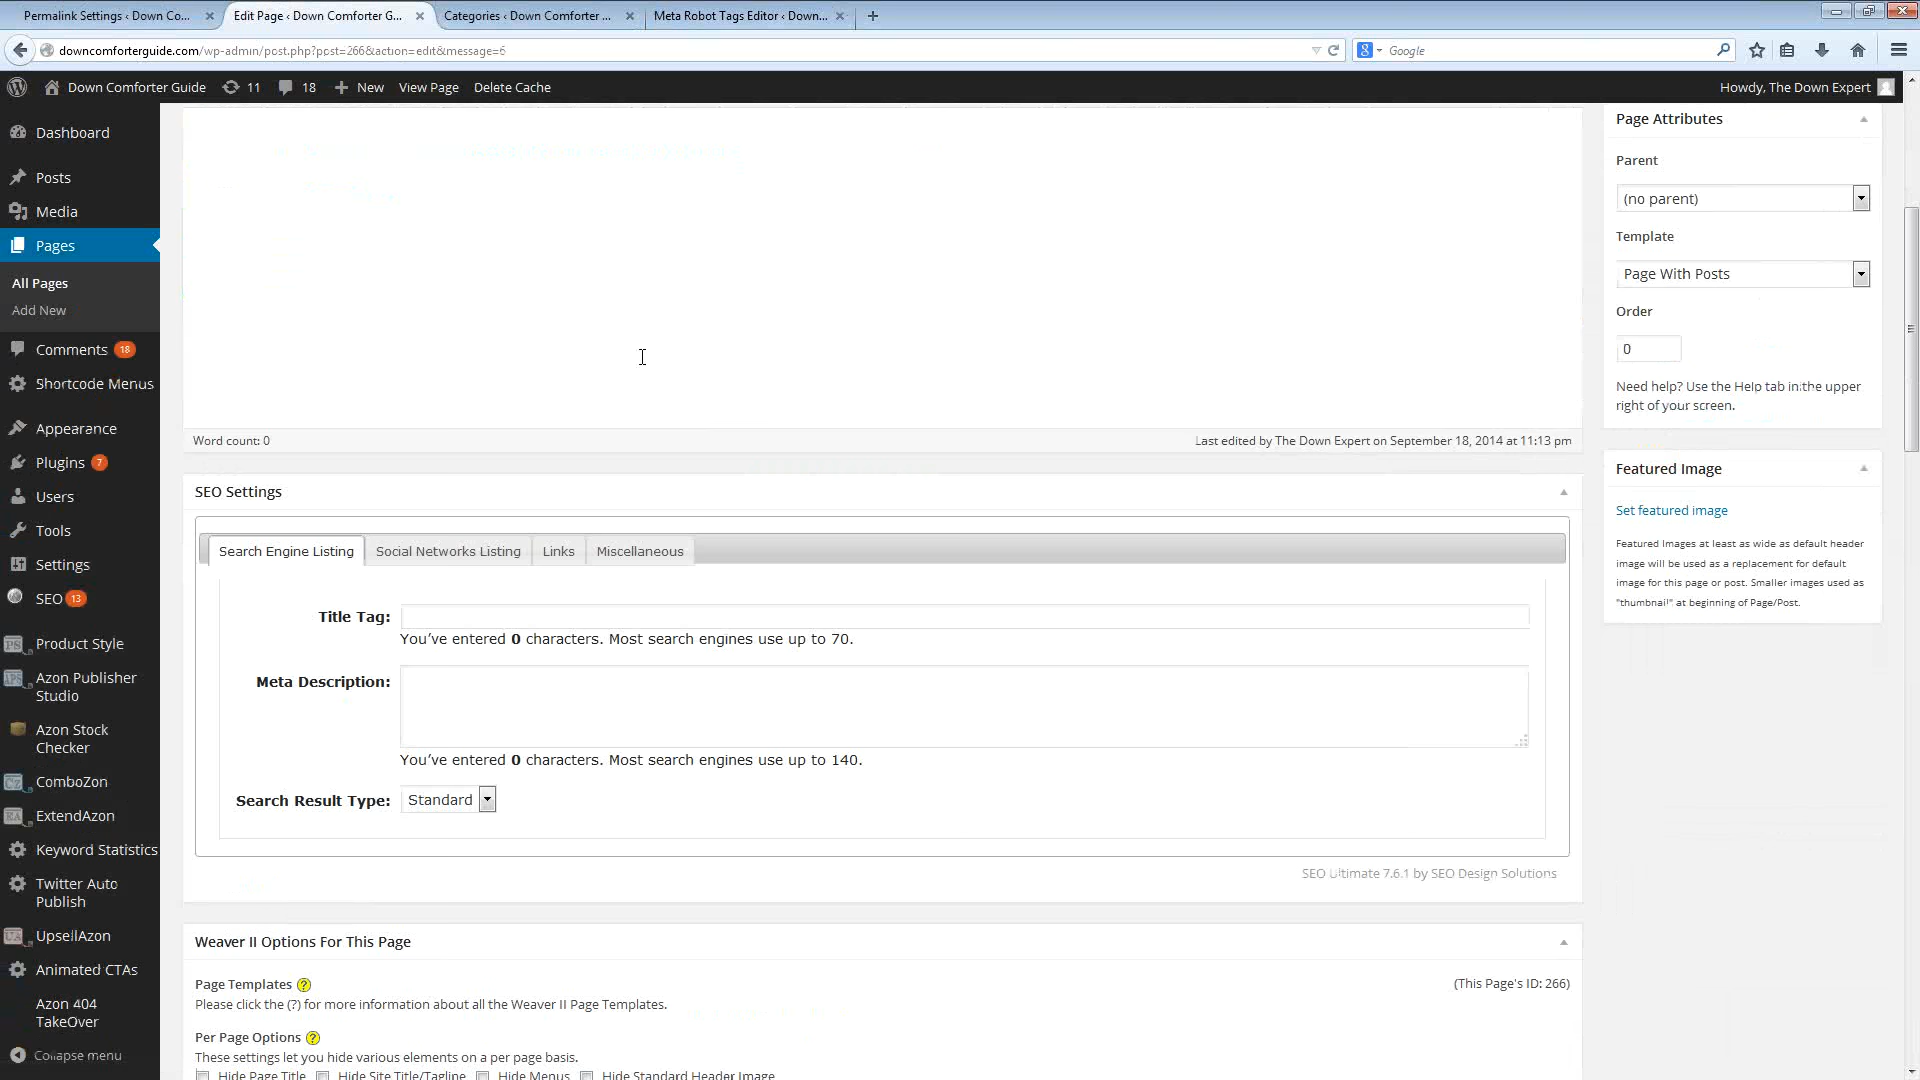 Permalink Settings ‹ Down Co... ×
Edit Page ‹ Down Comforter G... ×
Categories ‹ Down Comforter ... ×
Meta Robot Tags Editor ‹ Down... ×
downcomforterguide.com/wp-admin/post.php?post=266&action=edit&message=6
Google
Down Comforter Guide
11
18
New
View Page
Delete Cache
Howdy, The Down Expert
Dashboard
Posts
Media
Pages
All Pages
Add New
Comments 18
Shortcode Menus
Appearance
Plugins 7
Users
Tools
Settings
SEO 13
Product Style
Azon Publisher
Studio
Azon Stock
Checker
ComboZon
ExtendAzon
Keyword Statistics
Twitter Auto
Publish
UpsellAzon
Animated CTAs
Azon 404
TakeOver
Collapse menu
Word count: 0
Last edited by The Down Expert on September 18, 2014 at 11:13 pm
SEO Settings
Search Engine Listing
Social Networks Listing
Links
Miscellaneous
Title Tag:
You've entered 0 characters. Most search engines use up to 70.
Meta Description:
You've entered 0 characters. Most search engines use up to 140.
Search Result Type: Standard
SEO Ultimate 7.6.1 by SEO Design Solutions
Weaver II Options For This Page
Page Templates ?
(This Page's ID: 266)
Please click the (?) for more information about all the Weaver II Page Templates.
Per Page Options ?
These settings let you hide various elements on a per page basis.
Hide Page Title
Hide Site Title/Tagline
Hide Menus
Hide Standard Header Image
Page Attributes
Parent
(no parent)
Template
Page With Posts
Order
0
Need help? Use the Help tab in the upper
right of your screen.
Featured Image
Set featured image
Featured Images at least as wide as default header
image will be used as a replacement for default
image for this page or post. Smaller images used as
"thumbnail" at beginning of Page/Post.